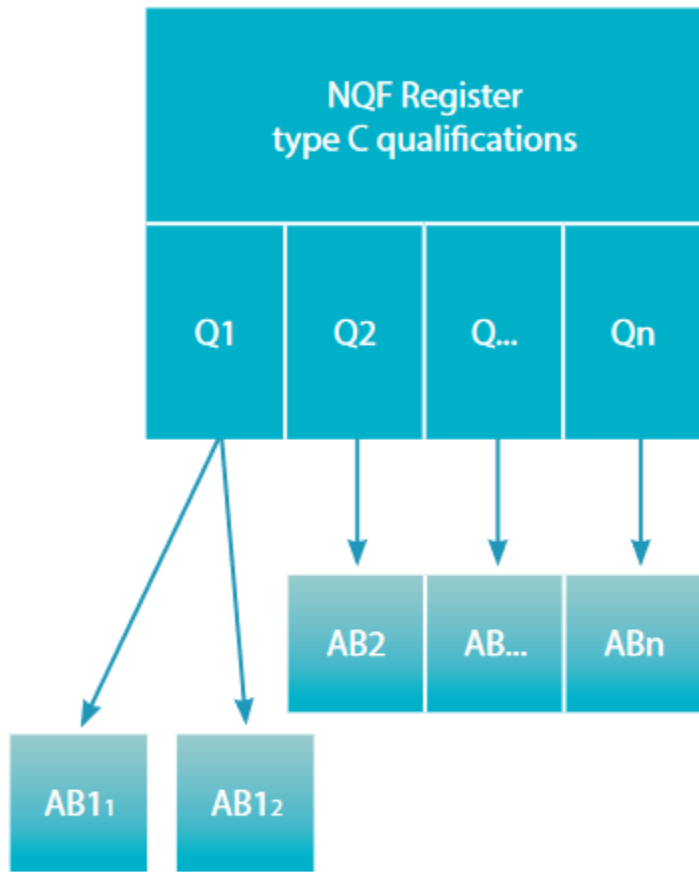 NQF Register
type C qualifications
Q1
Q2
Q...
Qn
AB2
AB...
ABn
AB1₁
AB1₂